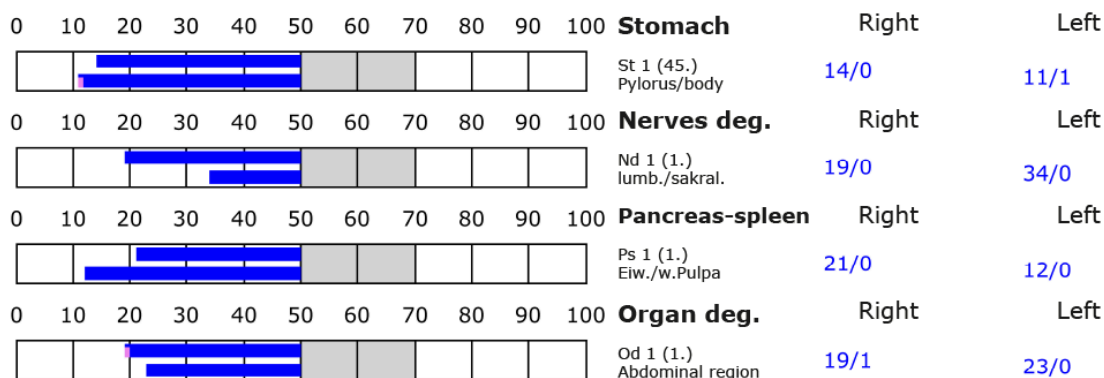 0 10 20 30 40 50 60 70 80 90 100 Stomach Right Left
St 1 (45.)
Pylorus/body
14/0 11/1
0 10 20 30 40 50 60 70 80 90 100 Nerves deg. Right Left
Nd 1 (1.)
lumb./sakral.
19/0 34/0
0 10 20 30 40 50 60 70 80 90 100 Pancreas-spleen Right Left
Ps 1 (1.)
Eiw./w.Pulpa
21/0 12/0
0 10 20 30 40 50 60 70 80 90 100 Organ deg. Right Left
Od 1 (1.)
Abdominal region
19/1 23/0